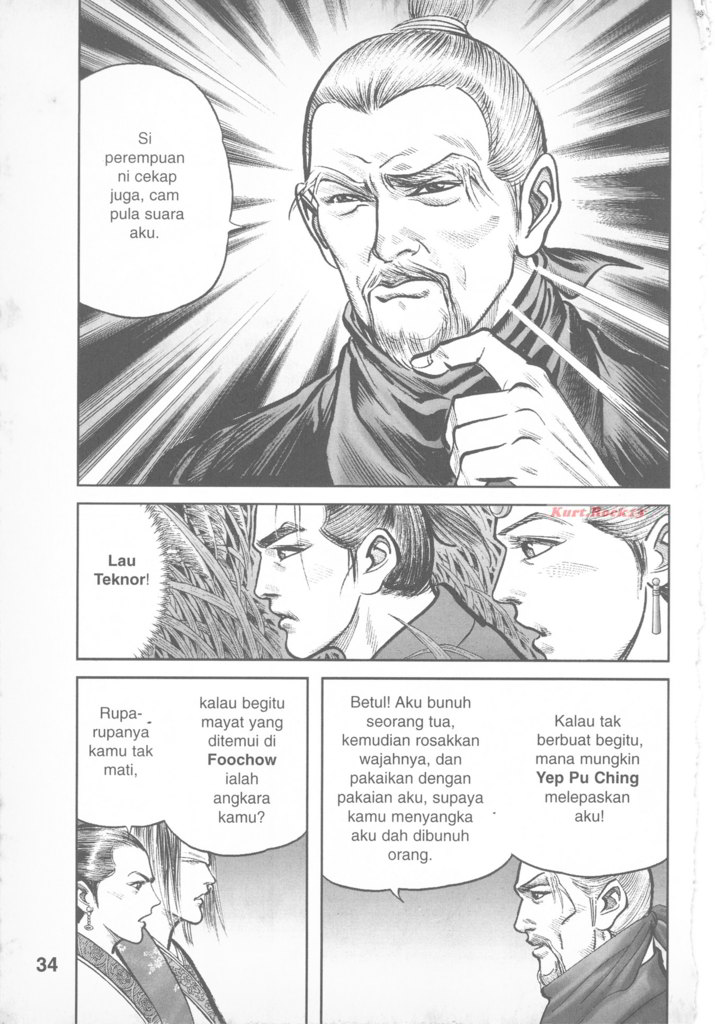 Si
perempuan
ni cekap
juga, cam
pula suara
aku.
Kurt Rock13
Lau
Teknor!
Rupa-
rupanya
kamu tak
mati,
kalau begitu
mayat yang
ditemui di
Foochow
ialah
angkara
kamu?
Betul! Aku bunuh
seorang tua,
kemudian rosakkan
wajahnya, dan
pakaikan dengan
pakaian aku, supaya
kamu menyangka
aku dah dibunuh
orang.
Kalau tak
berbuat begitu,
mana mungkin
Yep Pu Ching
melepaskan
aku!
34